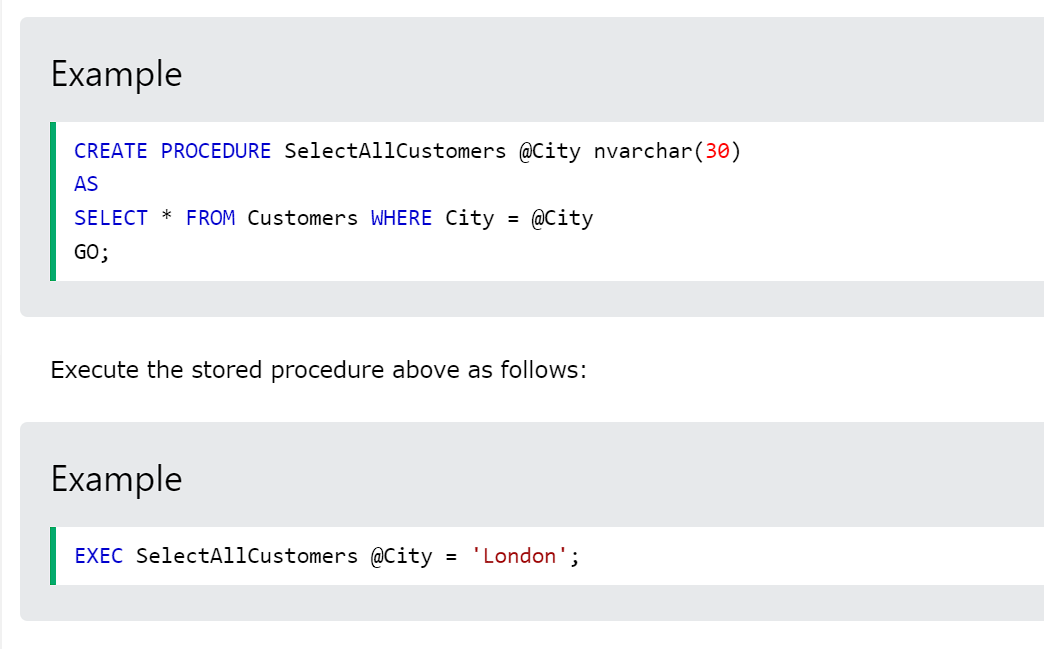 Example
CREATE PROCEDURE SelectAllCustomers @City nvarchar(30)
AS
SELECT * FROM Customers WHERE City = @City
GO;
Execute the stored procedure above as follows:
Example
EXEC SelectAllCustomers @City = 'London';